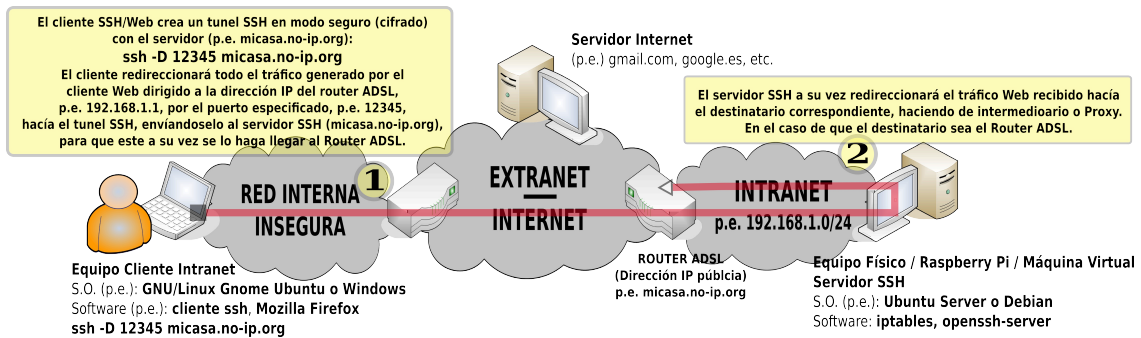 El cliente SSH/Web crea un tunel SSH en modo seguro (cifrado)
con el servidor (p.e. micasa.no-ip.org):
ssh -D 12345 micasa.no-ip.org
El cliente redireccionará todo el tráfico generado por el
cliente Web dirigido a la dirección IP del router ADSL,
p.e. 192.168.1.1, por el puerto especificado, p.e. 12345,
hacía el tunel SSH, envíandoselo al servidor SSH (micasa.no-ip.org),
para que este a su vez se lo haga llegar al Router ADSL.
Servidor Internet
(p.e.) gmail.com, google.es, etc.
El servidor SSH a su vez redireccionará el tráfico Web recibido hacía
el destinatario correspondiente, haciendo de intermedioario o Proxy.
En el caso de que el destinatario sea el Router ADSL.
1
2
RED INTERNA
INSEGURA
EXTRANET
INTERNET
INTRANET
p.e. 192.168.1.0/24
ROUTER ADSL
(Dirección IP públcia)
p.e. micasa.no-ip.org
Equipo Cliente Intranet
S.O. (p.e.): GNU/Linux Gnome Ubuntu o Windows
Software (p.e.): cliente ssh, Mozilla Firefox
ssh -D 12345 micasa.no-ip.org
Equipo Físico / Raspberry Pi / Máquina Virtual
Servidor SSH
S.O. (p.e.): Ubuntu Server o Debian
Software: iptables, openssh-server